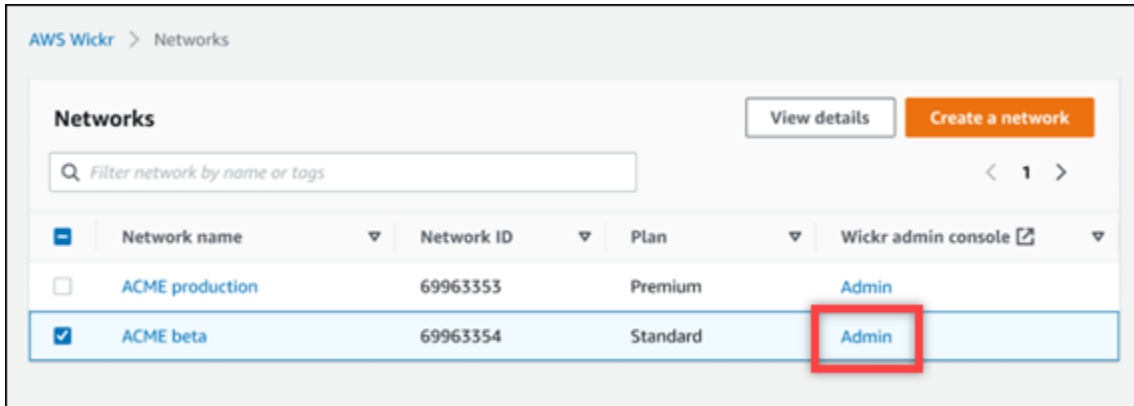 AWS Wickr > Networks
Networks
View details
Create a network
Filter network by name or tags
< 1 >
Network name Network ID Plan Wickr admin console
ACME production 69963353 Premium Admin
ACME beta 69963354 Standard Admin